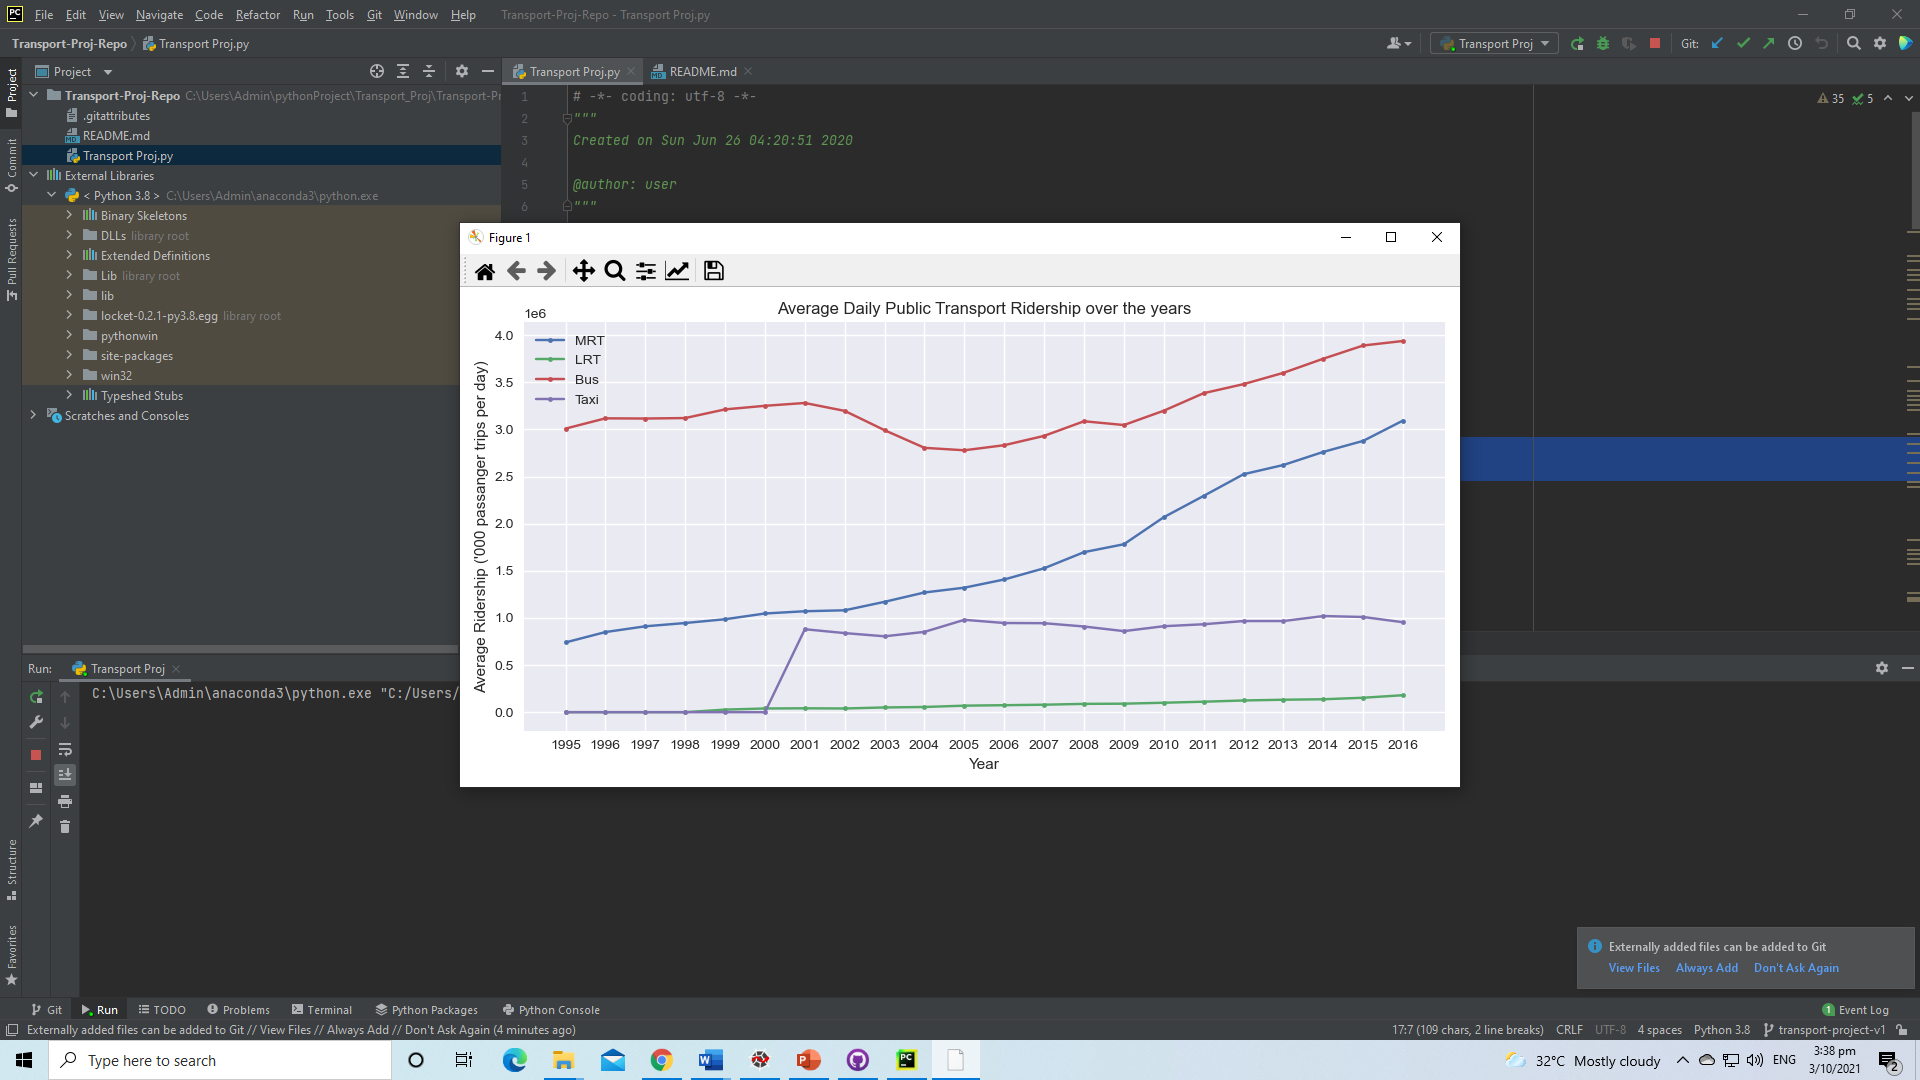 File Edit View Navigate Code Refactor Run Tools Git Window Help Transport-Proj-Repo - Transport Proj.py
Transport-Proj-Repo Transport Proj.py
Transport Proj Git:
Project
Transport Proj.py README.md
Transport-Proj-Repo C:\Users\Admin\pythonProject\Transport_Proj\Transport-Pr
.gitattributes
README.md
Transport Proj.py
External Libraries
< Python 3.8 > C:\Users\Admin\anaconda3\python.exe
Binary Skeletons
DLLs library root
Extended Definitions
Lib library root
lib
locket-0.2.1-py3.8.egg library root
pythonwin
site-packages
win32
Typeshed Stubs
Scratches and Consoles
Project
Commit
Pull Requests
Structure
Favorites
1 # -*- coding: utf-8 -*-
2 """
3 Created on Sun Jun 26 04:20:51 2020
4
5 @author: user
6 """
35 5
Figure 1
Average Daily Public Transport Ridership over the years
1e6
4.0
3.5
3.0
2.5
2.0
1.5
1.0
0.5
0.0
Average Ridership ('000 passanger trips per day)
MRT
LRT
Bus
Taxi
1995 1996 1997 1998 1999 2000 2001 2002 2003 2004 2005 2006 2007 2008 2009 2010 2011 2012 2013 2014 2015 2016
Year
Run: Transport Proj
C:\Users\Admin\anaconda3\python.exe "C:/Users/
Externally added files can be added to Git
View Files Always Add Don't Ask Again
Git Run TODO Problems Terminal Python Packages Python Console 1 Event Log
Externally added files can be added to Git // View Files // Always Add // Don't Ask Again (4 minutes ago) 17:7 (109 chars, 2 line breaks) CRLF UTF-8 4 spaces Python 3.8 transport-project-v1
Type here to search
32°C Mostly cloudy ENG
3:38 pm
3/10/2021
2